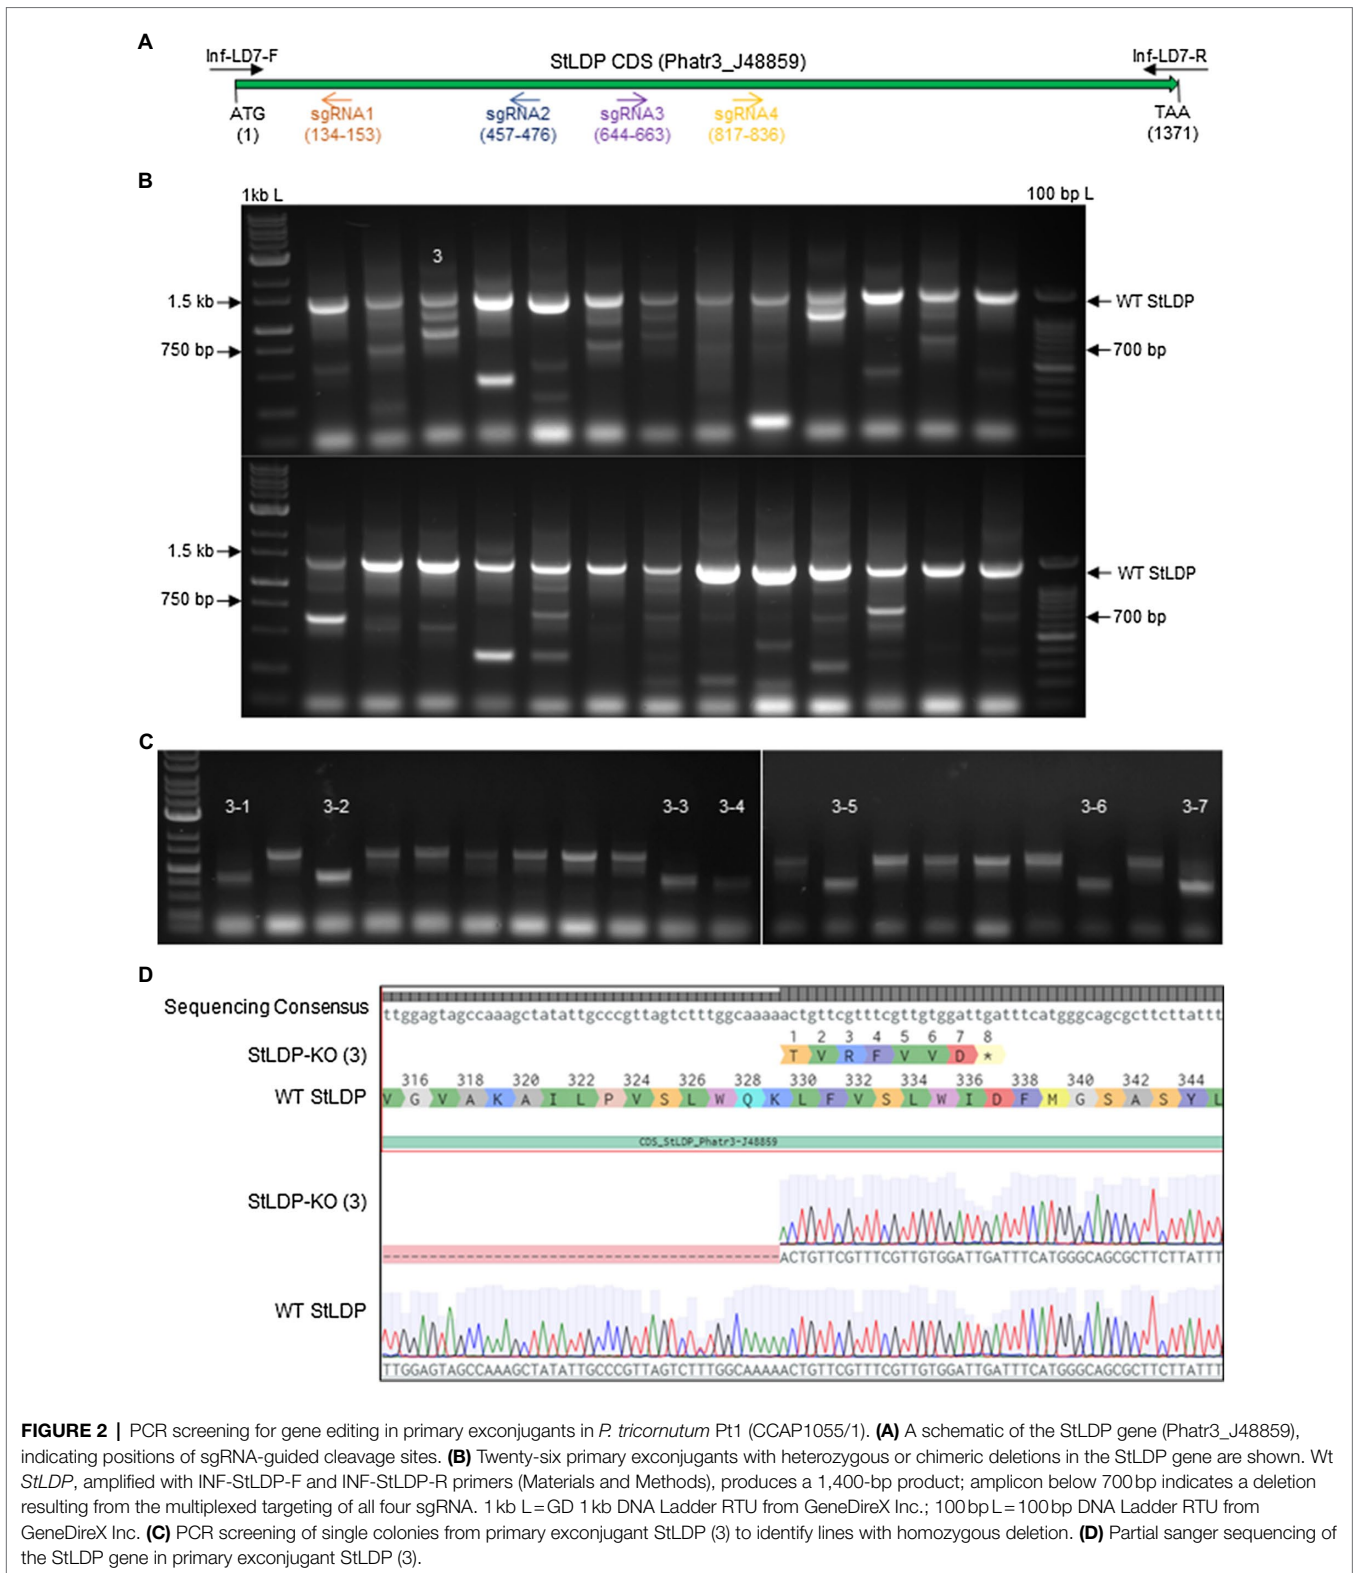 A
Inf-LD7-F
StLDP CDS (Phatr3_J48859)
Inf-LD7-R
ATG
(1)
sgRNA1
(134-153)
sgRNA2
(457-476)
sgRNA3
(644-663)
sgRNA4
(817-836)
TAA
(1371)
B
1kb L
100 bp L
3
1.5 kb
WT StLDP
750 bp
700 bp
1.5 kb
WT StLDP
750 bp
700 bp
C
3-1
3-2
3-3
3-4
3-5
3-6
3-7
D
Sequencing Consensus
ttggagtagccaaagctatattgcccgttagtctttggcaaaaactgttcgtttcgttgtggattgatttcatgggcagcgcttcttattt
1 2 3 4 5 6 7 8
StLDP-KO (3)
T V R F V V D *
316 318 320 322 324 326 328 330 332 334 336 338 340 342 344
WT StLDP
V G V A K A I L P V S L W Q K L F V S L W I D F M G S A S Y L
CDS_StLDP_Phatr3-J48859
StLDP-KO (3)
ACTGTTCGTTTCGTTGTGGATTGATTTCATGGGCAGCGCTTCTTATTT
WT StLDP
TTGGAGTAGCCAAAGCTATATTGCCCGTTAGTCTTTGGCAAAAACTGTTCGTTTCGTTGTGGATTGATTTCATGGGCAGCGCTTCTTATTT
FIGURE 2 | PCR screening for gene editing in primary exconjugants in P. tricornutum Pt1 (CCAP1055/1). (A) A schematic of the StLDP gene (Phatr3_J48859),
indicating positions of sgRNA-guided cleavage sites. (B) Twenty-six primary exconjugants with heterozygous or chimeric deletions in the StLDP gene are shown. Wt
StLDP, amplified with INF-StLDP-F and INF-StLDP-R primers (Materials and Methods), produces a 1,400-bp product; amplicon below 700 bp indicates a deletion
resulting from the multiplexed targeting of all four sgRNA. 1 kb L = GD 1 kb DNA Ladder RTU from GeneDireX Inc.; 100 bp L = 100 bp DNA Ladder RTU from
GeneDireX Inc. (C) PCR screening of single colonies from primary exconjugant StLDP (3) to identify lines with homozygous deletion. (D) Partial sanger sequencing of
the StLDP gene in primary exconjugant StLDP (3).